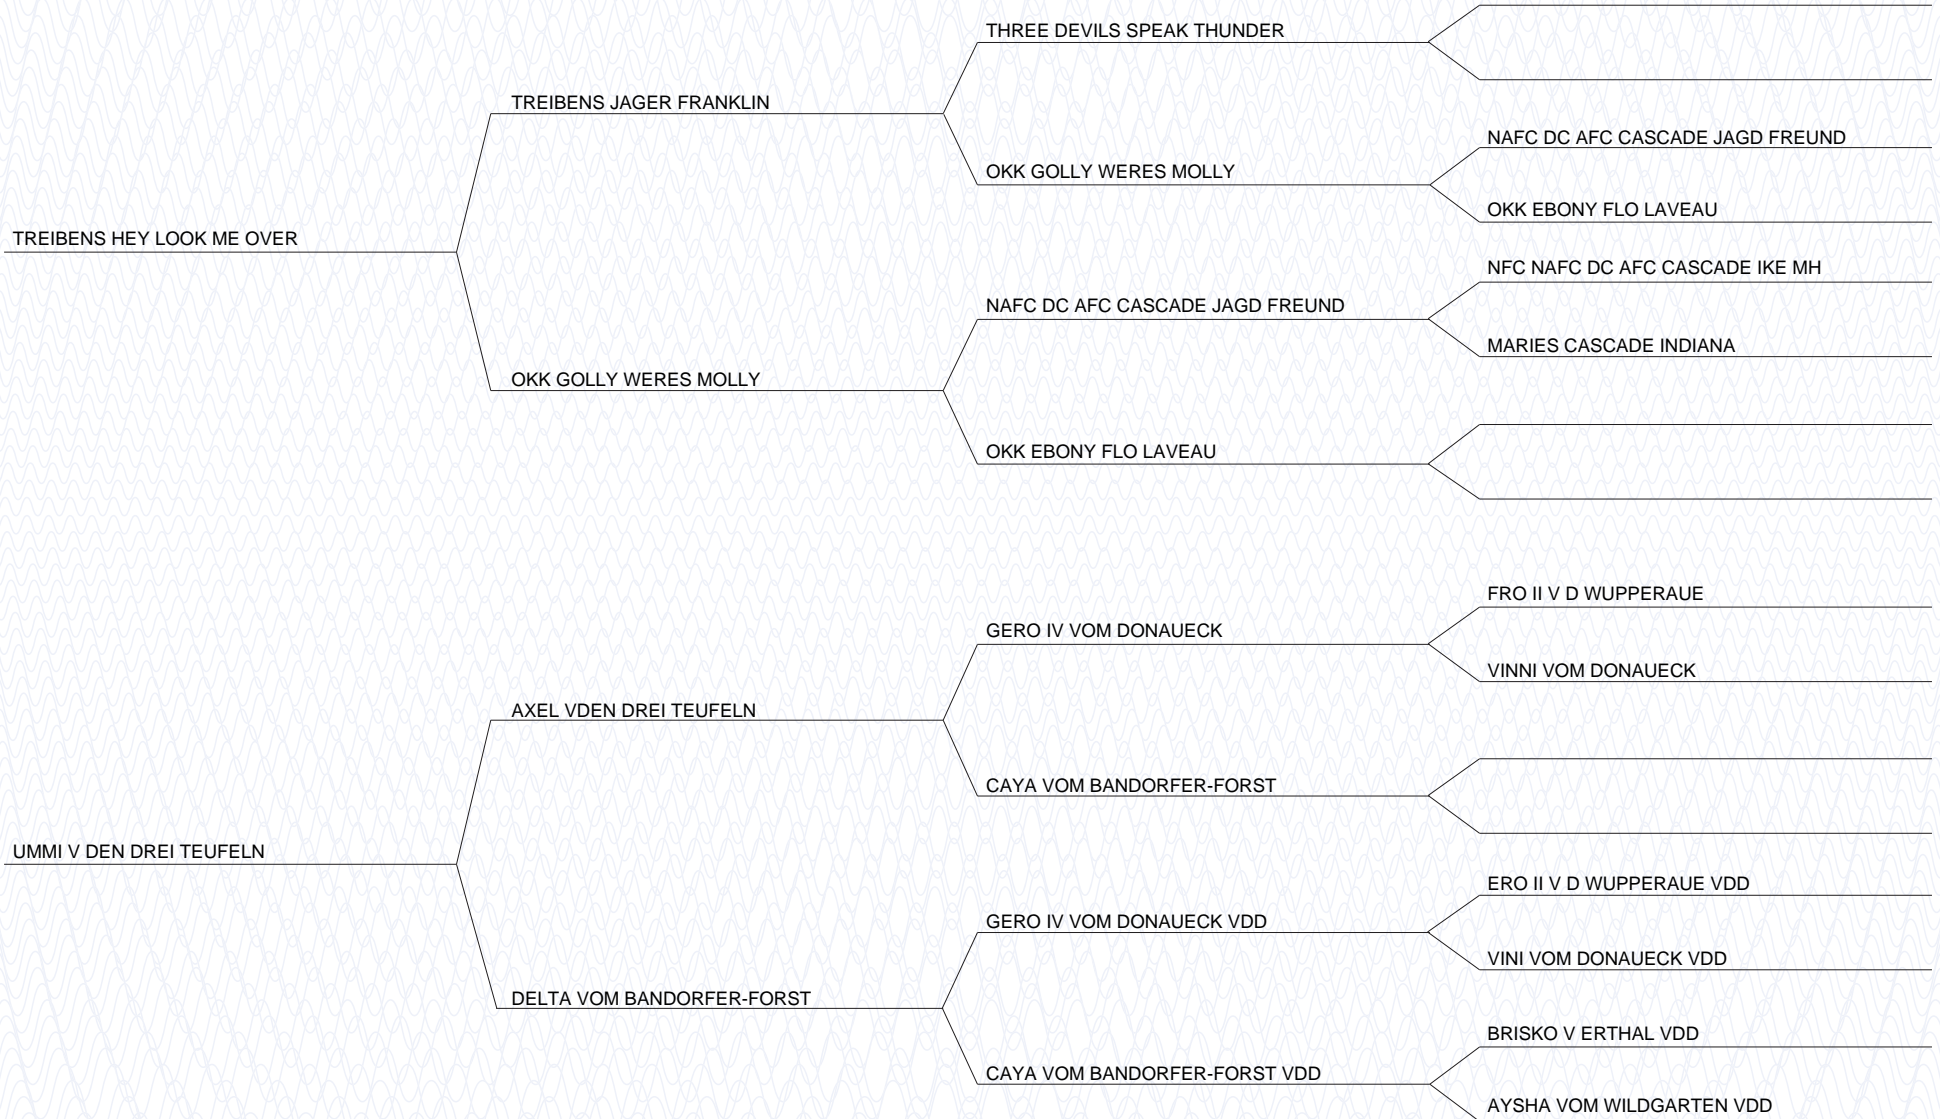 THREE DEVILS SPEAK THUNDER
TREIBENS JAGER FRANKLIN
NAFC DC AFC CASCADE JAGD FREUND
OKK GOLLY WERES MOLLY
OKK EBONY FLO LAVEAU
TREIBENS HEY LOOK ME OVER
NFC NAFC DC AFC CASCADE IKE MH
NAFC DC AFC CASCADE JAGD FREUND
MARIES CASCADE INDIANA
OKK GOLLY WERES MOLLY
OKK EBONY FLO LAVEAU
FRO II V D WUPPERAUE
GERO IV VOM DONAUECK
VINNI VOM DONAUECK
AXEL VDEN DREI TEUFELN
CAYA VOM BANDORFER-FORST
UMMI V DEN DREI TEUFELN
ERO II V D WUPPERAUE VDD
GERO IV VOM DONAUECK VDD
VINI VOM DONAUECK VDD
DELTA VOM BANDORFER-FORST
BRISKO V ERTHAL VDD
CAYA VOM BANDORFER-FORST VDD
AYSHA VOM WILDGARTEN VDD